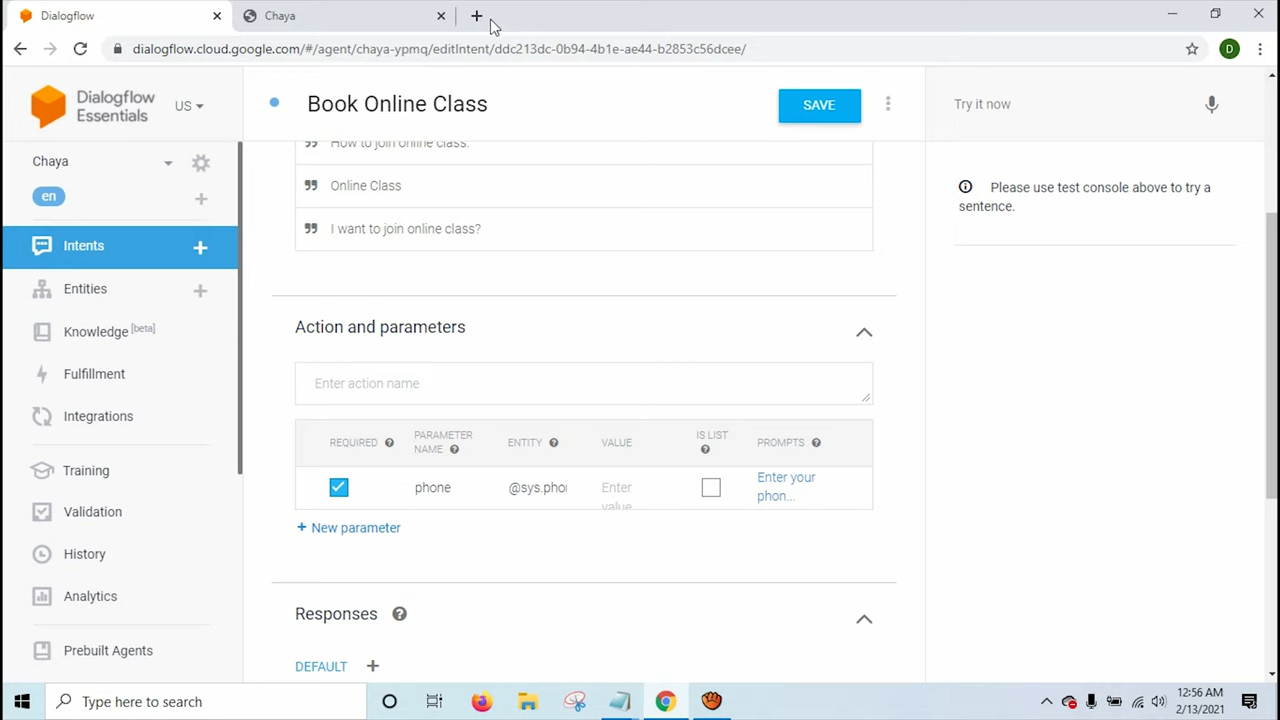 Dialogflow
Chaya
dialogflow.cloud.google.com/#/agent/chaya-ypmq/editIntent/ddc213dc-0b94-4b1e-ae44-b2853c56dcee/
D
Dialogflow
Essentials
US
Book Online Class
SAVE
Try it now
Chaya
en
How to join online class.
Online Class
I want to join online class?
Please use test console above to try a
sentence.
Intents
Entities
Knowledge [beta]
Fulfillment
Integrations
Training
Validation
History
Analytics
Prebuilt Agents
Action and parameters
Enter action name
REQUIRED
PARAMETER
NAME
ENTITY
VALUE
IS LIST
PROMPTS
phone
@sys.pho
Enter
value
Enter your
phon...
+ New parameter
Responses
DEFAULT
Type here to search
12:56 AM
2/13/2021